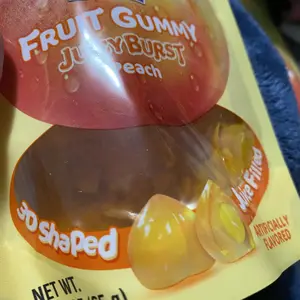 FRUIT GUMMY
JUICY BURST
Peach
3D Shaped
Juice Filled
ARTIFICIALLY
FLAVORED
NET WT.